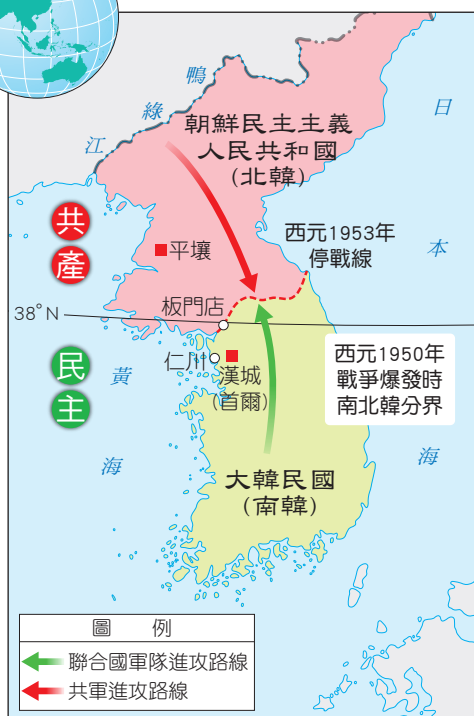 鴨
綠
江
日
本
海
朝鮮民主主義
人民共和國
(北韓)
共
產
平壤
西元1953年
停戰線
板門店
38°N
民
主
黃
海
仁川
漢城
(首爾)
西元1950年
戰爭爆發時
南北韓分界
大韓民國
(南韓)
圖 例
聯合國軍隊進攻路線
共軍進攻路線